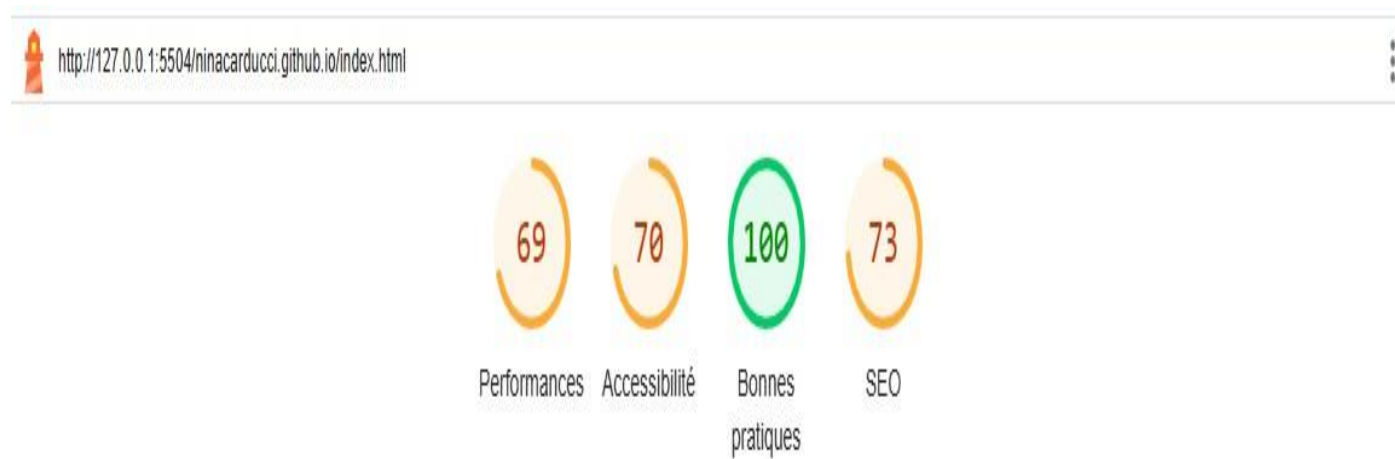 http://127.0.0.1:5504/ninacarducci.github.io/index.html
69 70 100 73
Performances Accessibilité Bonnes pratiques SEO